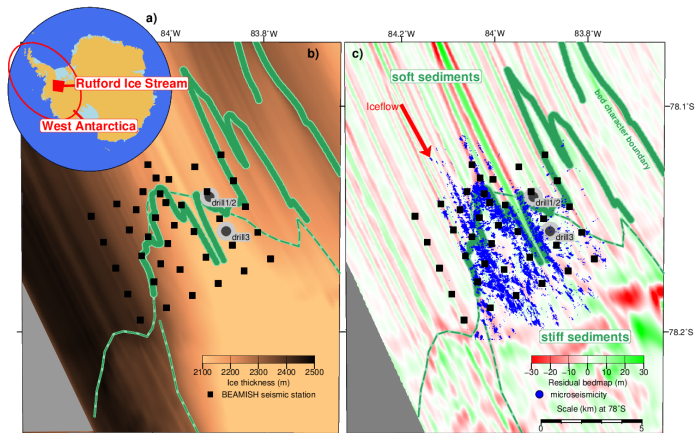 a)
84˚W
83.8˚W
84.2˚W
84˚W
83.8˚W
b)
c)
soft sediments
Rutford Ice Stream
West Antarctica
Iceflow
bed character boundary
78.1˚S
drill1/2
drill3
drill1/2
drill3
78.2˚S
stiff sediments
2100 2200 2300 2400 2500
Ice thickness (m)
BEAMISH seismic station
−30 −20 −10 0 10 20 30
Residual bedmap (m)
microseismicity
Scale (km) at 78˚S
0 5